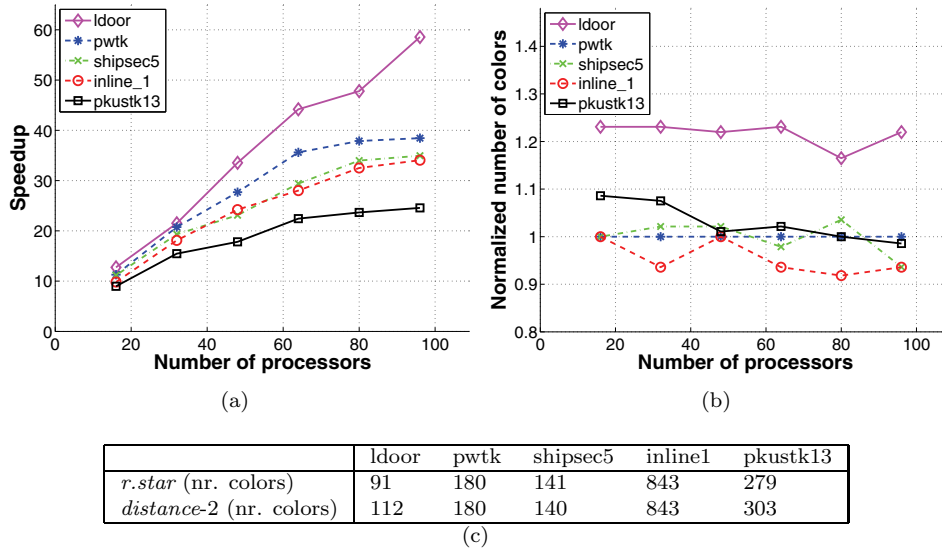 60
50
40
30
20
10
0
Speedup
ldoor
pwtk
shipsec5
inline_1
pkustk13
20 40 60 80 100
Number of processors
(a)
1.4
1.3
1.2
1.1
1
0.9
0.8
Normalized number of colors
ldoor
pwtk
shipsec5
inline_1
pkustk13
0 20 40 60 80 100
Number of processors
(b)
ldoor pwtk shipsec5 inline1 pkustk13
r.star (nr. colors) 91 180 141 843 279
distance-2 (nr. colors) 112 180 140 843 303
(c)